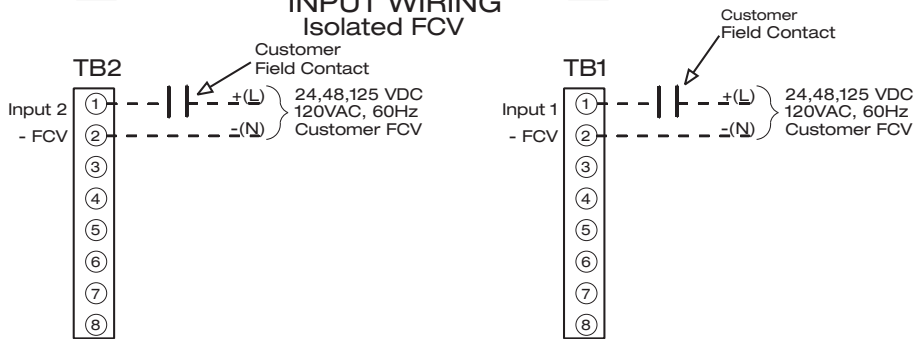 INPUT WIRING
Isolated FCV
Customer
Field Contact
TB2
Input 2
- FCV
1
2
3
4
5
6
7
8
+(L)
-(N)
24,48,125 VDC
120VAC, 60Hz
Customer FCV
Customer
Field Contact
TB1
Input 1
- FCV
1
2
3
4
5
6
7
8
+(L)
-(N)
24,48,125 VDC
120VAC, 60Hz
Customer FCV